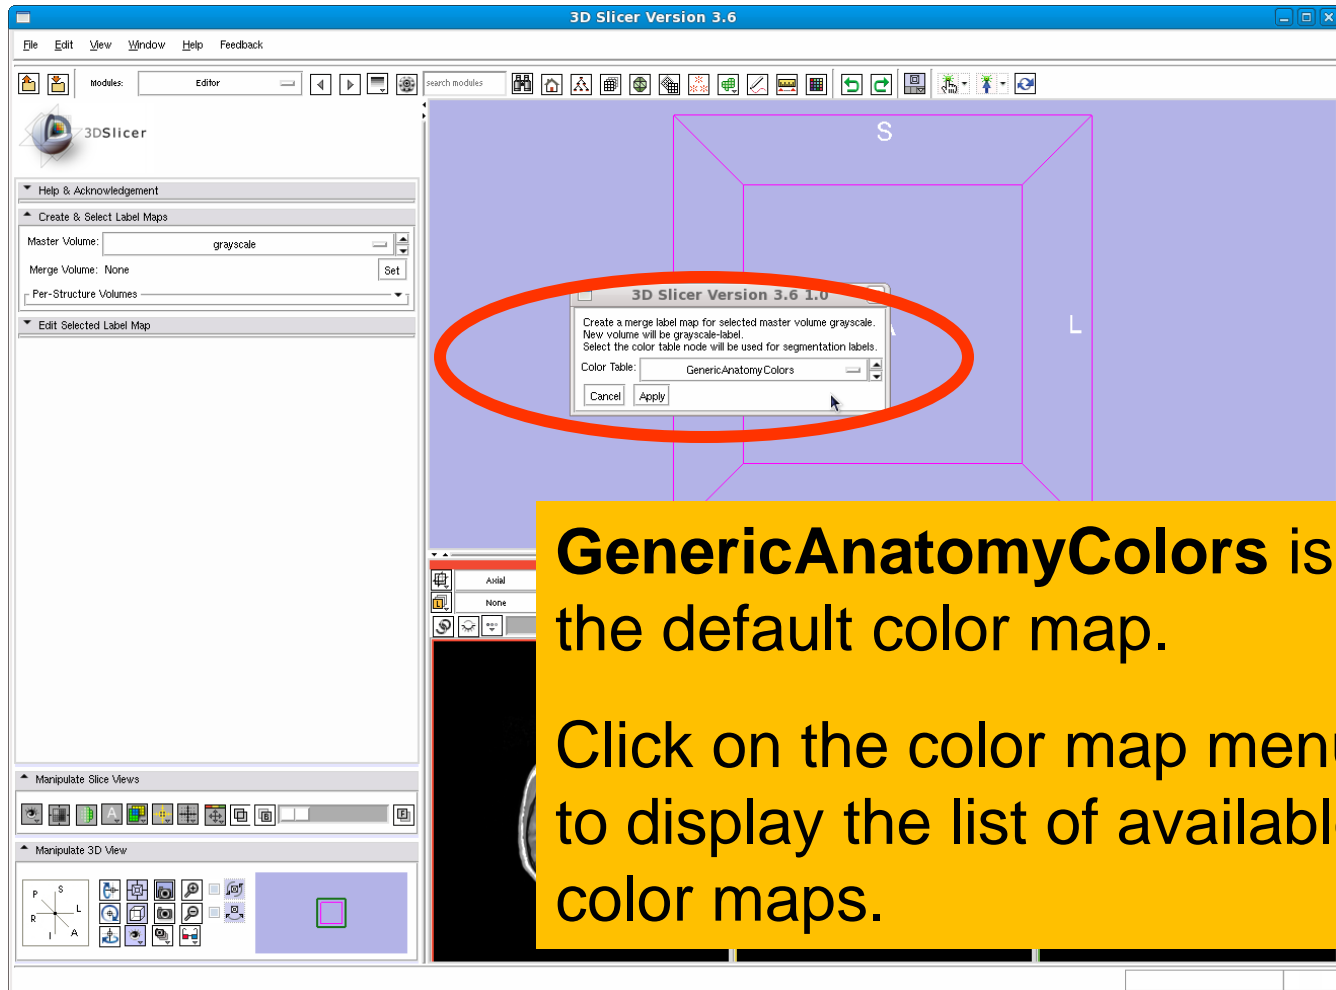 3D Slicer Version 3.6
File Edit View Window Help Feedback
Modules: Editor search modules
3DSlicer
Help & Acknowledgement
Create & Select Label Maps
Master Volume: grayscale
Merge Volume: None Set
Per-Structure Volumes
Edit Selected Label Map
S
L
3D Slicer Version 3.6 1.0
Create a merge label map for selected master volume grayscale.
New volume will be grayscale-label.
Select the color table node will be used for segmentation labels.
Color Table: GenericAnatomyColors
Cancel Apply
Axial
None
GenericAnatomyColors is
the default color map.
Click on the color map menu
to display the list of available
color maps.
Manipulate Slice Views
Manipulate 3D View
P S
R L
I A